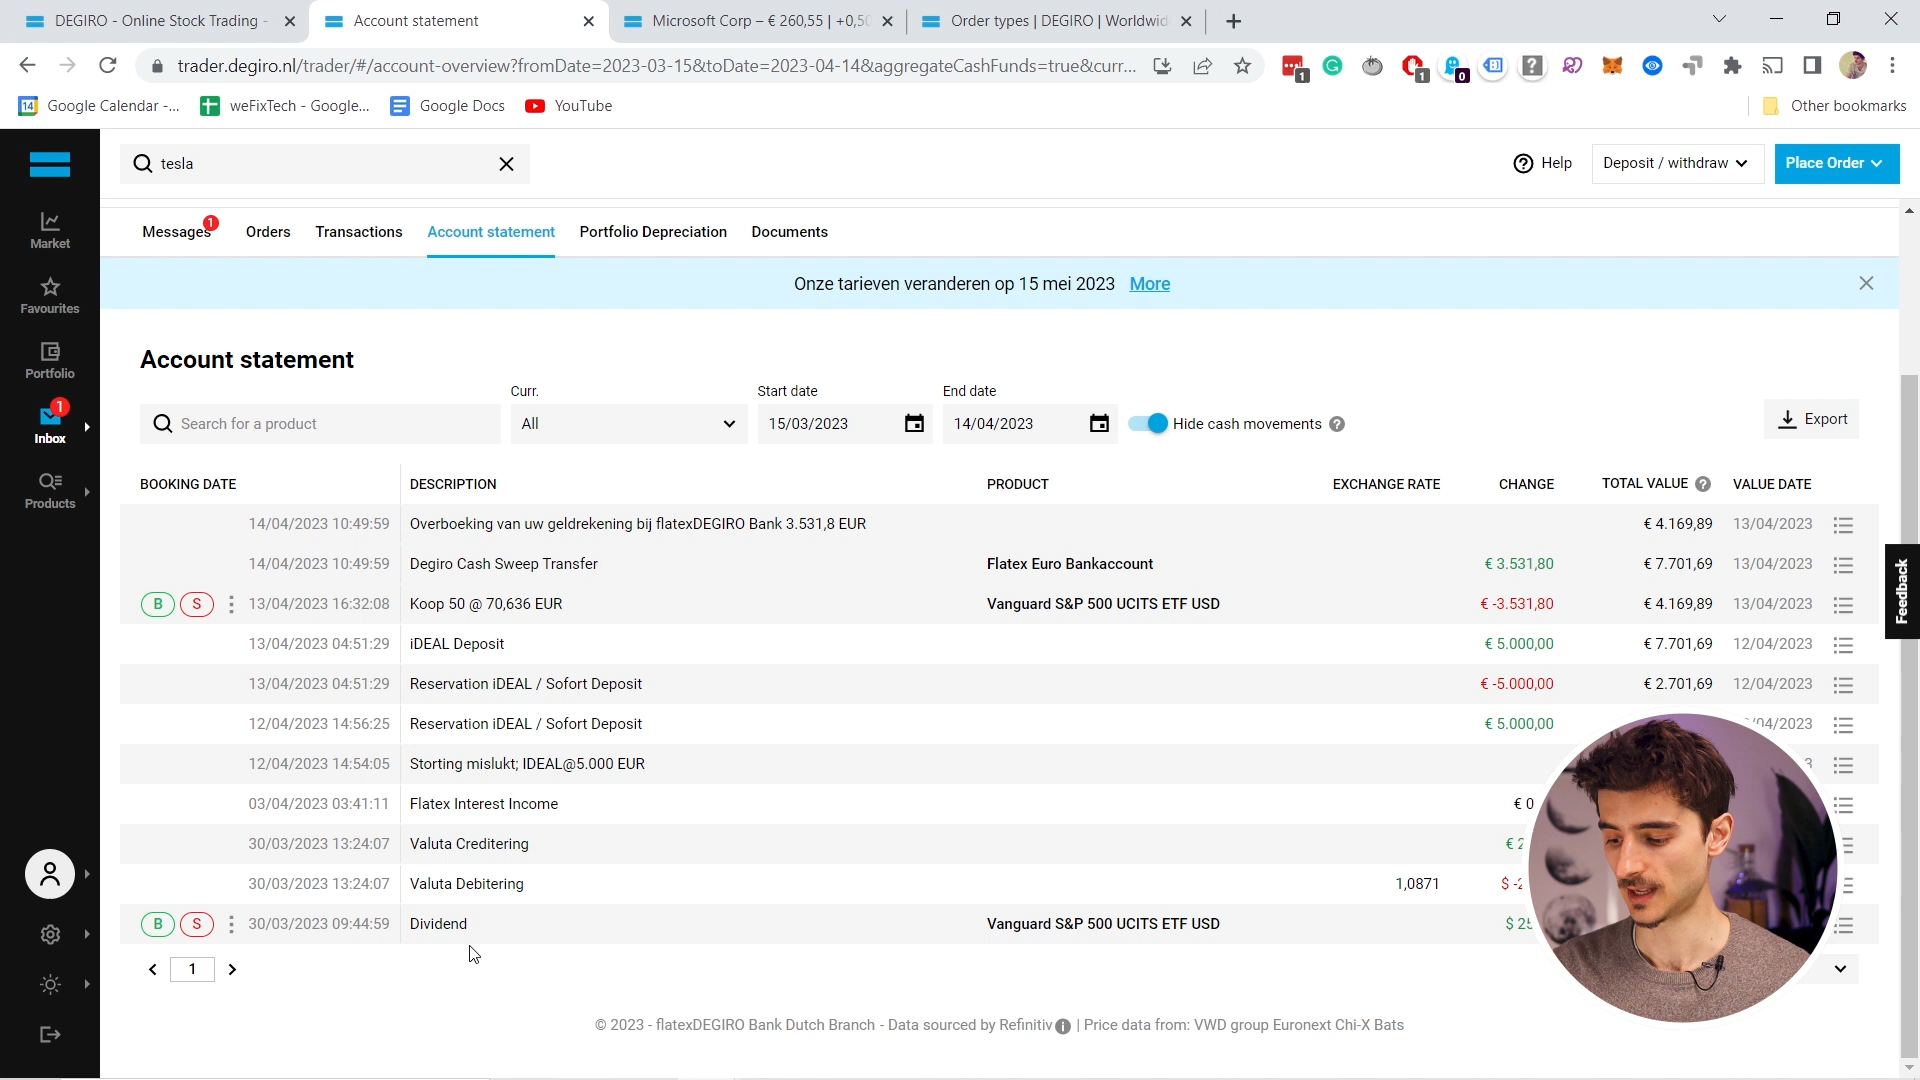 DEGIRO - Online Stock Trading -
Account statement
Microsoft Corp – € 260,55 | +0,50
Order types | DEGIRO | Worldwid
trader.degiro.nl/trader/#/account-overview?fromDate=2023-03-15&toDate=2023-04-14&aggregateCashFunds=true&curr...
1
1
0
14 Google Calendar -...
weFixTech - Google...
Google Docs
YouTube
Other bookmarks
tesla
Help
Deposit / withdraw
Place Order
Market
Favourites
Portfolio
1
Inbox
Products
Messages 1
Orders
Transactions
Account statement
Portfolio Depreciation
Documents
Onze tarieven veranderen op 15 mei 2023 More
Account statement
Curr.
Start date
End date
Search for a product
All
15/03/2023
14/04/2023
Hide cash movements ?
Export
BOOKING DATE DESCRIPTION PRODUCT EXCHANGE RATE CHANGE TOTAL VALUE ? VALUE DATE
14/04/2023 10:49:59 Overboeking van uw geldrekening bij flatexDEGIRO Bank 3.531,8 EUR € 4.169,89 13/04/2023
14/04/2023 10:49:59 Degiro Cash Sweep Transfer Flatex Euro Bankaccount € 3.531,80 € 7.701,69 13/04/2023
B S 13/04/2023 16:32:08 Koop 50 @ 70,636 EUR Vanguard S&P 500 UCITS ETF USD € -3.531,80 € 4.169,89 13/04/2023
13/04/2023 04:51:29 iDEAL Deposit € 5.000,00 € 7.701,69 12/04/2023
13/04/2023 04:51:29 Reservation iDEAL / Sofort Deposit € -5.000,00 € 2.701,69 12/04/2023
12/04/2023 14:56:25 Reservation iDEAL / Sofort Deposit € 5.000,00 /04/2023
12/04/2023 14:54:05 Storting mislukt; IDEAL@5.000 EUR 3
03/04/2023 03:41:11 Flatex Interest Income € 0
30/03/2023 13:24:07 Valuta Creditering € 2
30/03/2023 13:24:07 Valuta Debitering 1,0871 $ -2
B S 30/03/2023 09:44:59 Dividend Vanguard S&P 500 UCITS ETF USD $ 25
1
Feedback
© 2023 - flatexDEGIRO Bank Dutch Branch - Data sourced by Refinitiv i | Price data from: VWD group Euronext Chi-X Bats